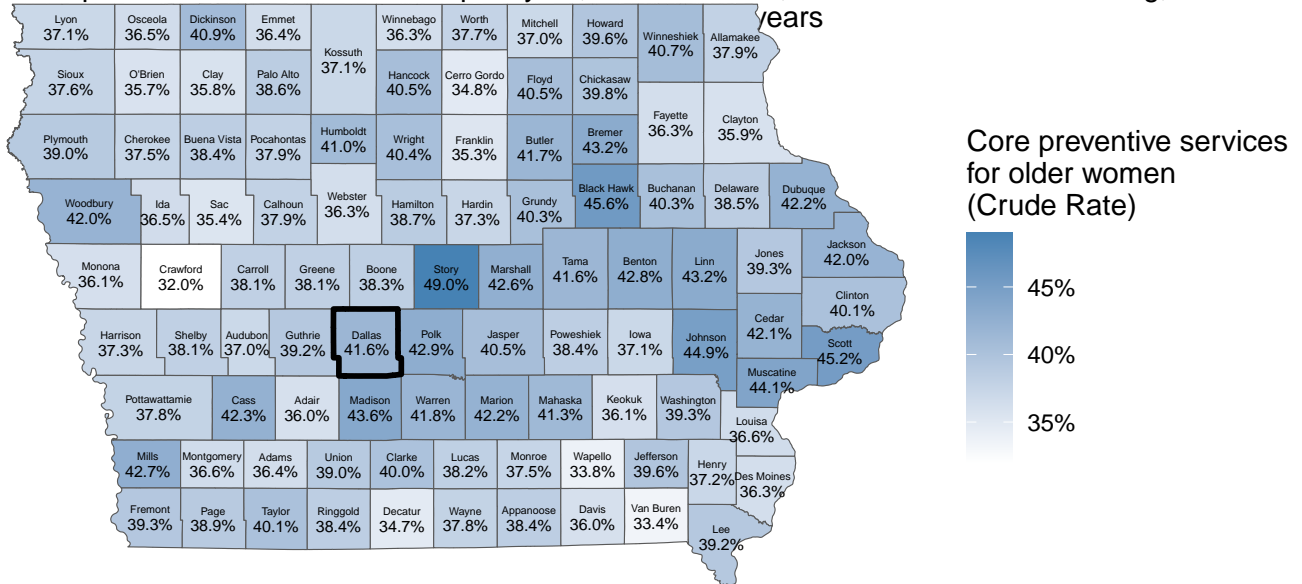 years
Lyon
37.1%
Osceola
36.5%
Dickinson
40.9%
Emmet
36.4%
Kossuth
37.1%
Winnebago
36.3%
Worth
37.7%
Mitchell
37.0%
Howard
39.6%
Winneshiek
40.7%
Allamakee
37.9%
Sioux
37.6%
O'Brien
35.7%
Clay
35.8%
Palo Alto
38.6%
Hancock
40.5%
Cerro Gordo
34.8%
Floyd
40.5%
Chickasaw
39.8%
Fayette
36.3%
Clayton
35.9%
Plymouth
39.0%
Cherokee
37.5%
Buena Vista
38.4%
Pocahontas
37.9%
Humboldt
41.0%
Wright
40.4%
Franklin
35.3%
Butler
41.7%
Bremer
43.2%
Woodbury
42.0%
Ida
36.5%
Sac
35.4%
Calhoun
37.9%
Webster
36.3%
Hamilton
38.7%
Hardin
37.3%
Grundy
40.3%
Black Hawk
45.6%
Buchanan
40.3%
Delaware
38.5%
Dubuque
42.2%
Monona
36.1%
Crawford
32.0%
Carroll
38.1%
Greene
38.1%
Boone
38.3%
Story
49.0%
Marshall
42.6%
Tama
41.6%
Benton
42.8%
Linn
43.2%
Jones
39.3%
Jackson
42.0%
Clinton
40.1%
Harrison
37.3%
Shelby
38.1%
Audubon
37.0%
Guthrie
39.2%
Dallas
41.6%
Polk
42.9%
Jasper
40.5%
Poweshiek
38.4%
Iowa
37.1%
Johnson
44.9%
Cedar
42.1%
Scott
45.2%
Muscatine
44.1%
Pottawattamie
37.8%
Cass
42.3%
Adair
36.0%
Madison
43.6%
Warren
41.8%
Marion
42.2%
Mahaska
41.3%
Keokuk
36.1%
Washington
39.3%
Louisa
36.6%
Mills
42.7%
Montgomery
36.6%
Adams
36.4%
Union
39.0%
Clarke
40.0%
Lucas
38.2%
Monroe
37.5%
Wapello
33.8%
Jefferson
39.6%
Henry
37.2%
Des Moines
36.3%
Fremont
39.3%
Page
38.9%
Taylor
40.1%
Ringgold
38.4%
Decatur
34.7%
Wayne
37.8%
Appanoose
38.4%
Davis
36.0%
Van Buren
33.4%
Lee
39.2%
Core preventive services
for older women
(Crude Rate)
45%
40%
35%